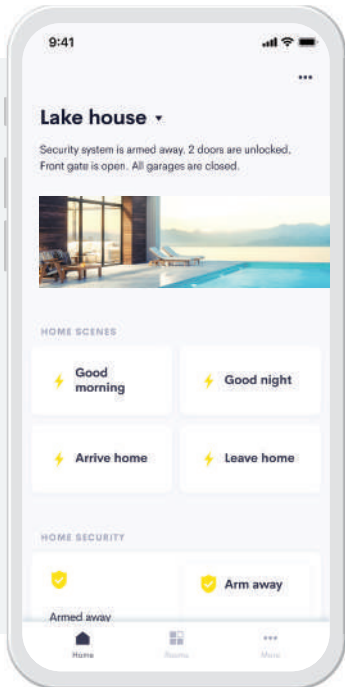 9:41
Lake house
Security system is armed away. 2 doors are unlocked.
Front gate is open. All garages are closed.
HOME SCENES
Good
morning
Good night
Arrive home
Leave home
HOME SECURITY
Arm away
Armed away
Home
Rooms
More